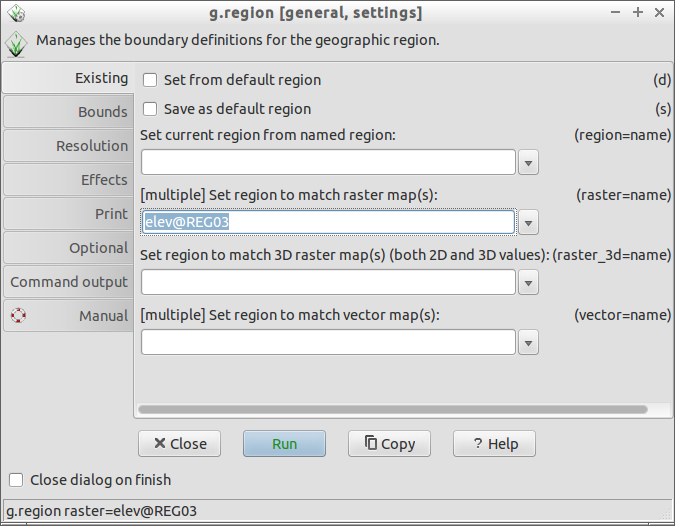 g.region [general, settings]
Manages the boundary definitions for the geographic region.
Existing
Bounds
Resolution
Effects
Print
Optional
Command output
Manual
Set from default region (d)
Save as default region (s)
Set current region from named region: (region=name)
[multiple] Set region to match raster map(s): (raster=name)
elev@REG03
Set region to match 3D raster map(s) (both 2D and 3D values): (raster_3d=name)
[multiple] Set region to match vector map(s): (vector=name)
Close Run Copy ? Help
Close dialog on finish
g.region raster=elev@REG03